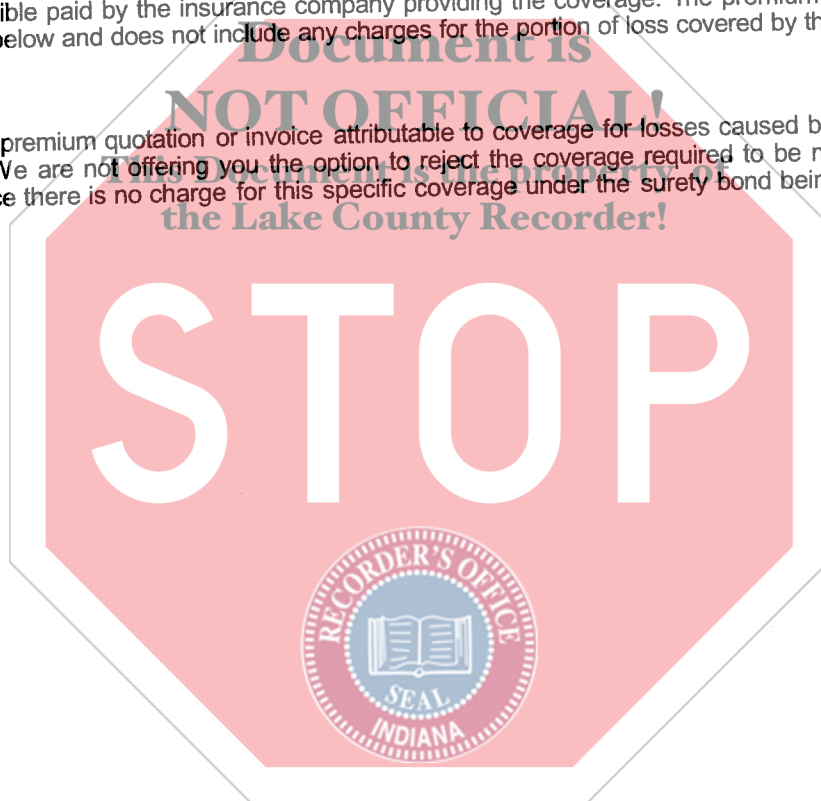 ible paid by the insurance company providing the coverage. The premium
below and does not include any charges for the portion of loss covered by th
Document is
NOT OFFICIAL!
premium quotation or invoice attributable to coverage for losses caused b
We are not offering you the option to reject the coverage required to be
This Document is the property of
ce there is no charge for this specific coverage under the surety bond bein
the Lake County Recorder!
STOP
RECORDER'S OFFICE
SEAL
INDIANA